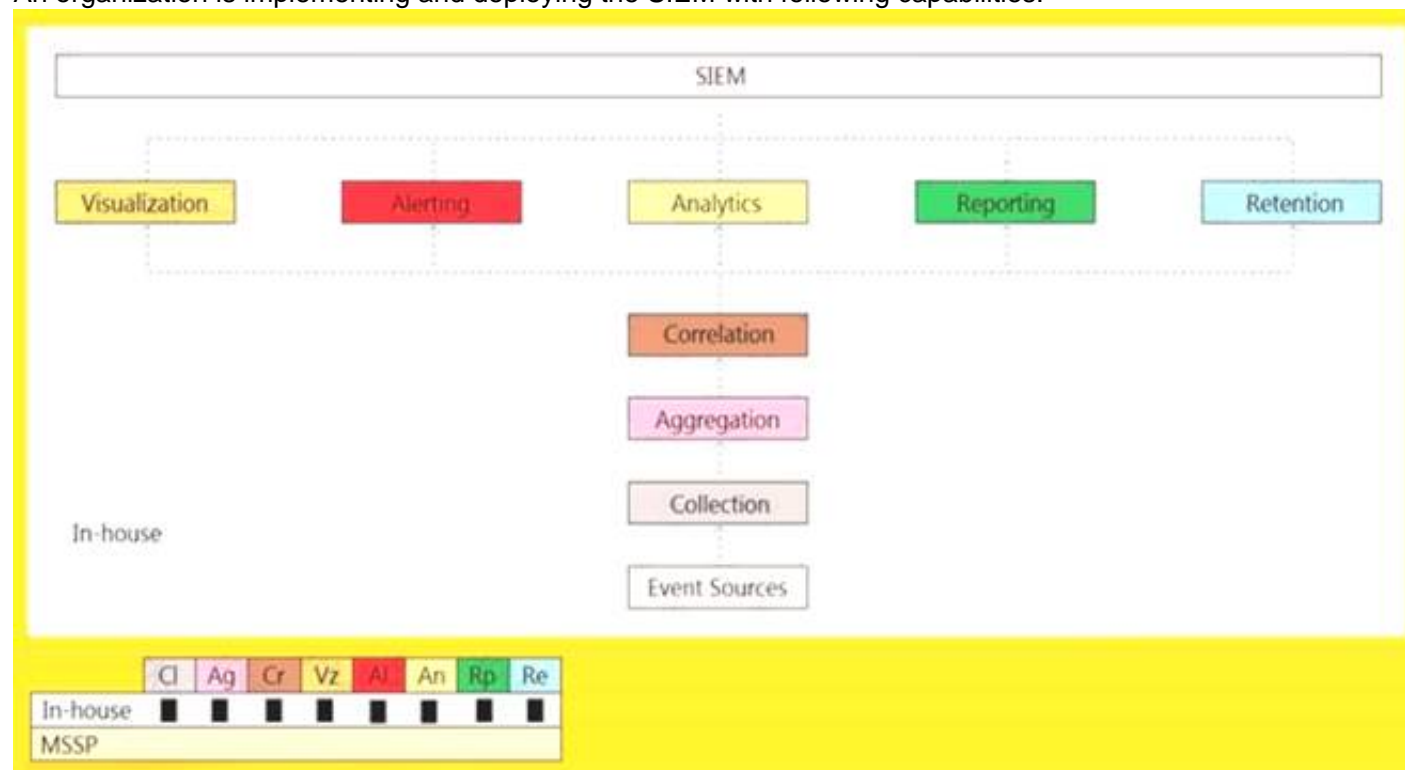 An organization is implementing and deploying the SIEM with following capabilities.
SIEM
Visualization Alerting Analytics Reporting Retention
Correlation
Aggregation
Collection
In-house
Event Sources
Cl Ag Cr Vz Al An Rp Re
In-house
MSSP